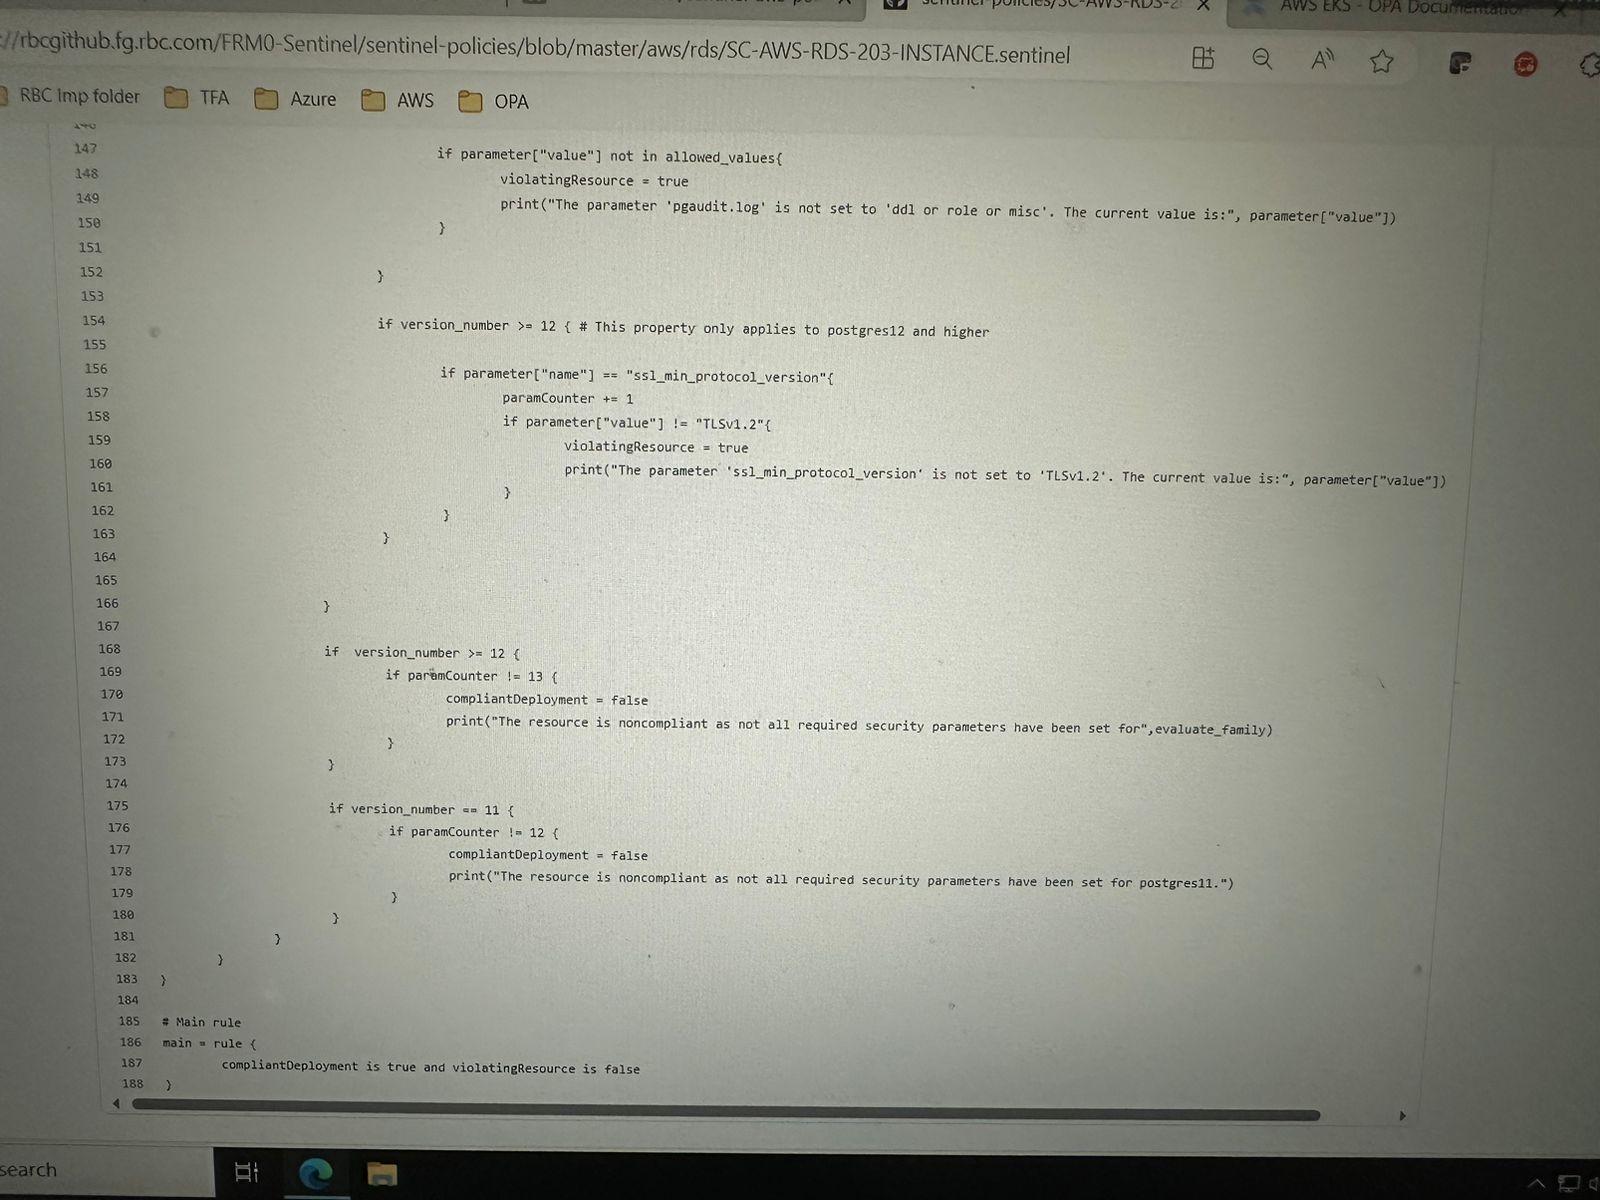 sentinel-policies/SC-AWS-RDS-2
AWS EKS - OPA Documentation
://rbcgithub.fg.rbc.com/FRM0-Sentinel/sentinel-policies/blob/master/aws/rds/SC-AWS-RDS-203-INSTANCE.sentinel
RBC Imp folder TFA Azure AWS OPA
146
147 if parameter["value"] not in allowed_values{
148 violatingResource = true
149 print("The parameter 'pgaudit.log' is not set to 'ddl or role or misc'. The current value is:", parameter["value"])
150 }
151
152 }
153
154 if version_number >= 12 { # This property only applies to postgres12 and higher
155
156 if parameter["name"] == "ssl_min_protocol_version"{
157 paramCounter += 1
158 if parameter["value"] != "TLSv1.2"{
159 violatingResource = true
160 print("The parameter 'ssl_min_protocol_version' is not set to 'TLSv1.2'. The current value is:", parameter["value"])
161 }
162 }
163 }
164
165
166 }
167
168 if version_number >= 12 {
169 if paramCounter != 13 {
170 compliantDeployment = false
171 print("The resource is noncompliant as not all required security parameters have been set for",evaluate_family)
172 }
173 }
174
175 if version_number == 11 {
176 if paramCounter != 12 {
177 compliantDeployment = false
178 print("The resource is noncompliant as not all required security parameters have been set for postgres11.")
179 }
180 }
181 }
182 }
183 }
184
185 # Main rule
186 main = rule {
187 compliantDeployment is true and violatingResource is false
188 }
search